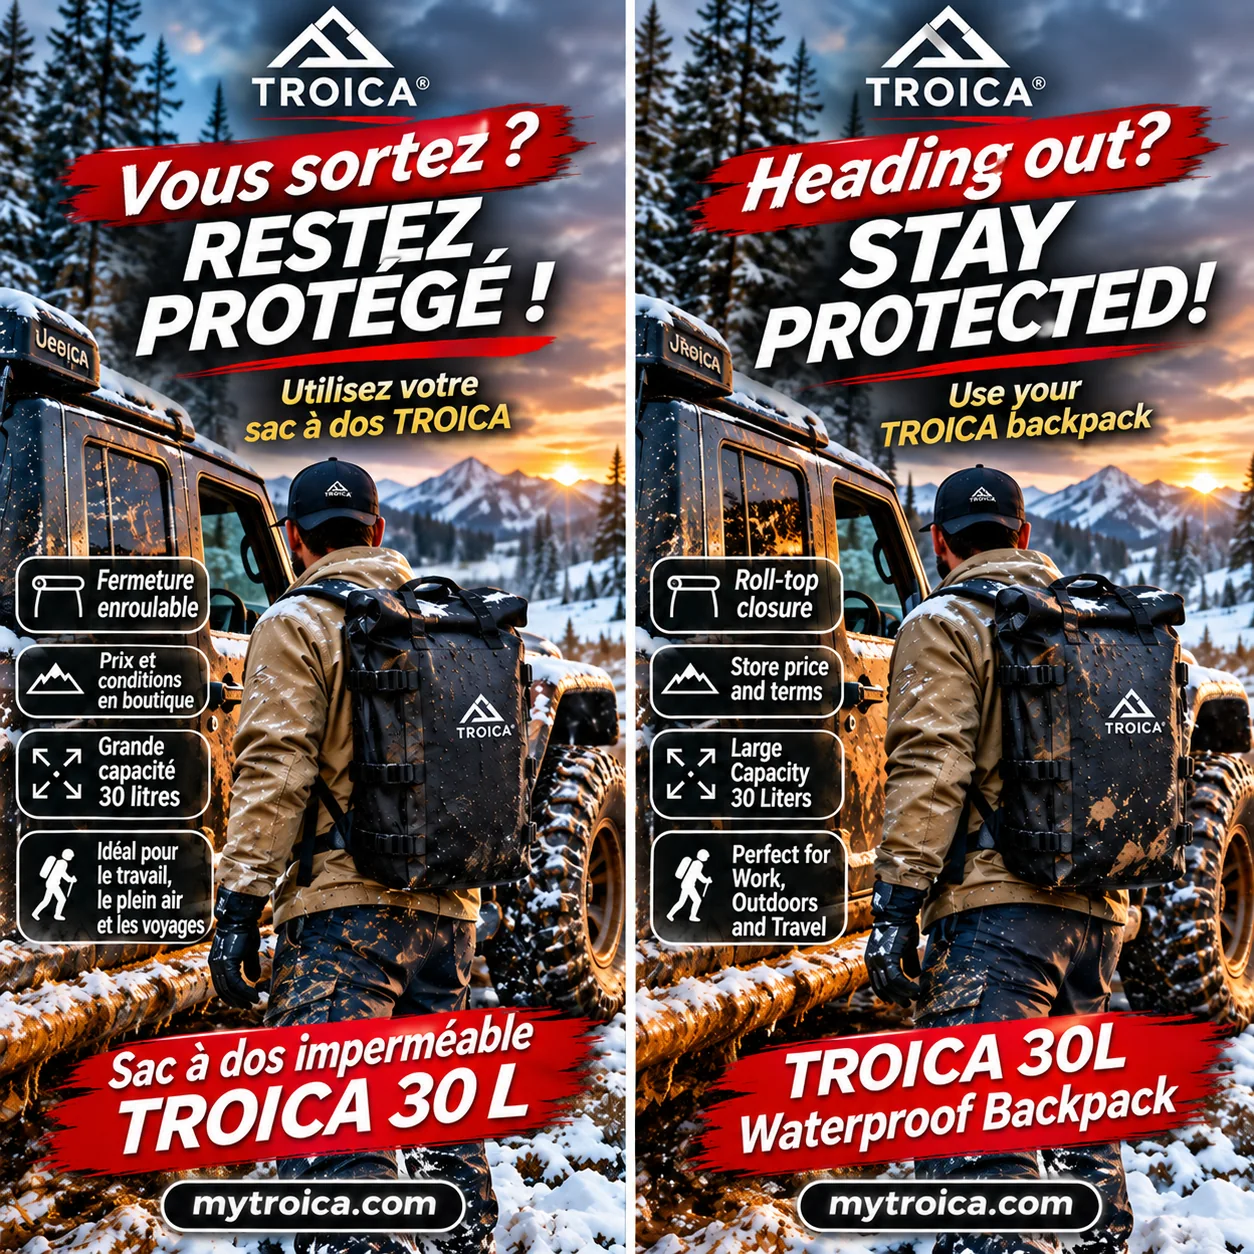 TROICA®
Vous sortez ?
RESTEZ
PROTÉGÉ !
Utilisez votre
sac à dos TROICA
TROICA
Fermeture
enroulable
Prix et
conditions
en boutique
Grande
capacité
30 litres
Idéal pour
le travail,
le plein air
et les voyages
TROICA®
Sac à dos imperméable
TROICA 30 L
mytroica.com
TROICA®
Heading out?
STAY
PROTECTED!
Use your
TROICA backpack
TROICA
Roll-top
closure
Store price
and terms
Large
Capacity
30 Liters
Perfect for
Work,
Outdoors
and Travel
TROICA®
TROICA 30L
Waterproof Backpack
mytroica.com